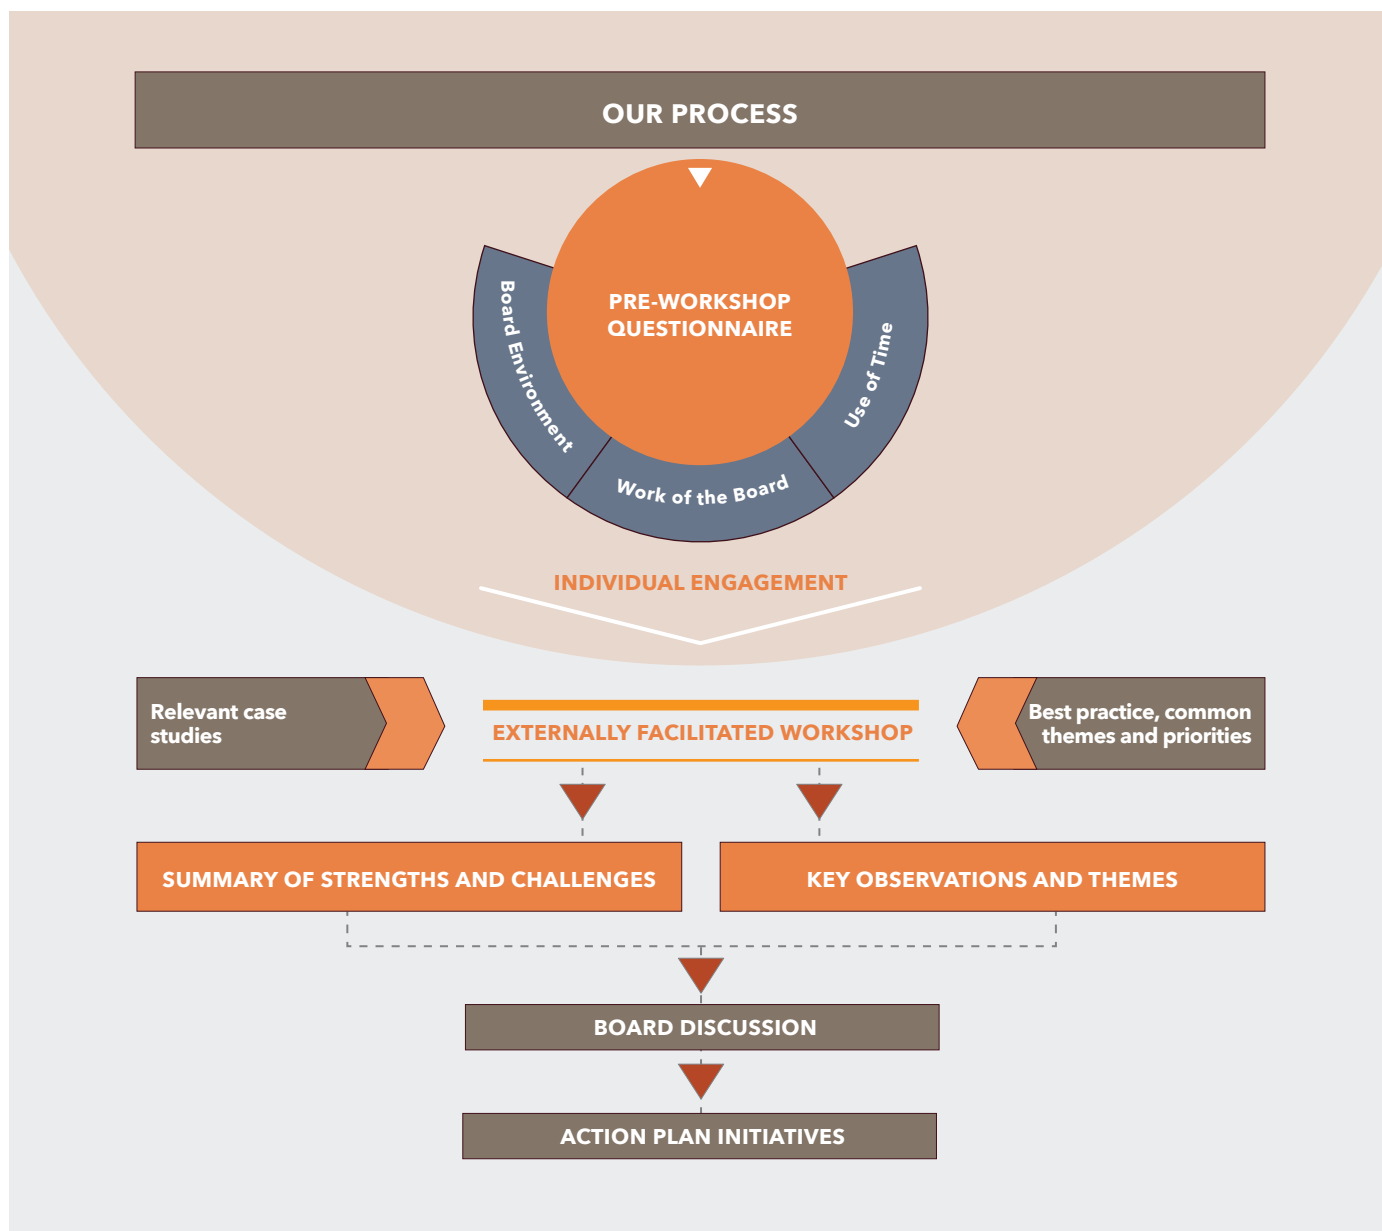 OUR PROCESS
PRE-WORKSHOP
QUESTIONNAIRE
Board Environment
Work of the Board
Use of Time
INDIVIDUAL ENGAGEMENT
Relevant case
studies
EXTERNALLY FACILITATED WORKSHOP
Best practice, common
themes and priorities
SUMMARY OF STRENGTHS AND CHALLENGES
KEY OBSERVATIONS AND THEMES
BOARD DISCUSSION
ACTION PLAN INITIATIVES